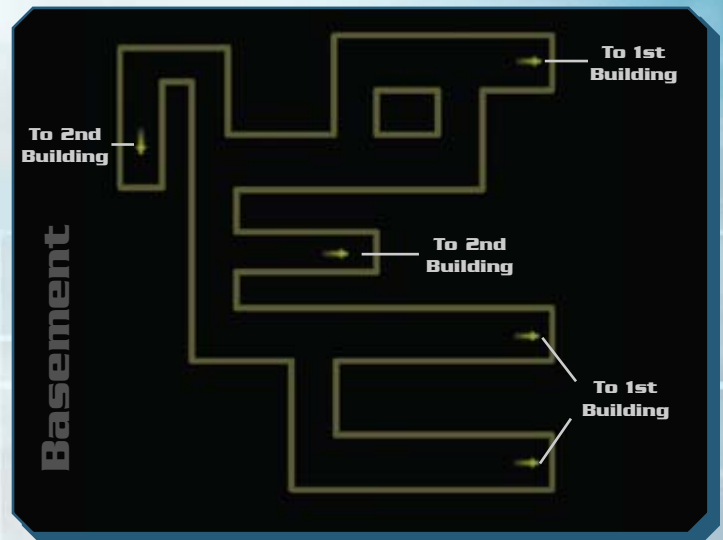 To 1st
Building
To 2nd
Building
To 2nd
Building
To 1st
Building
Basement